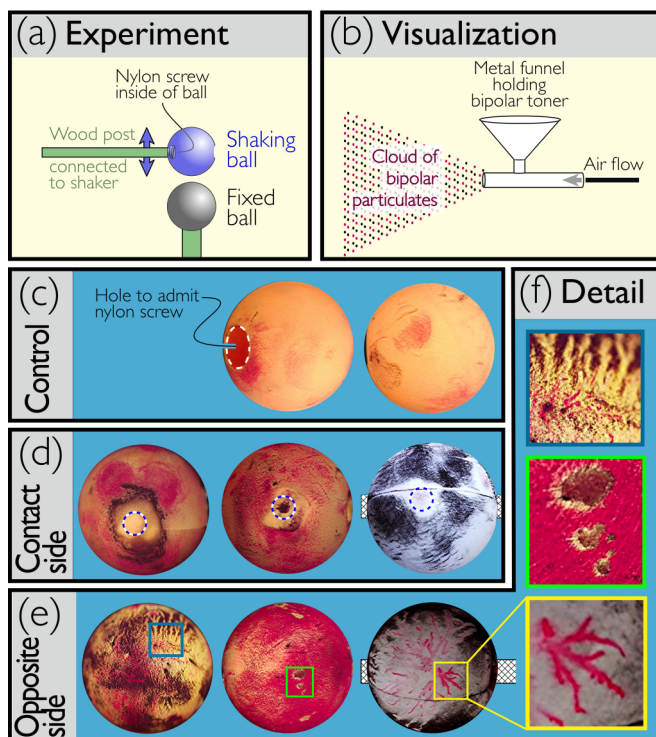 (a) Experiment
Nylon screw
inside of ball
Wood post
connected
to shaker
Shaking
ball
Fixed
ball
(b) Visualization
Metal funnel
holding
bipolar toner
Cloud of
bipolar
particulates
Air flow
(c)
Control
Hole to admit
nylon screw
(d)
Contact
side
(e)
Opposite
side
(f) Detail